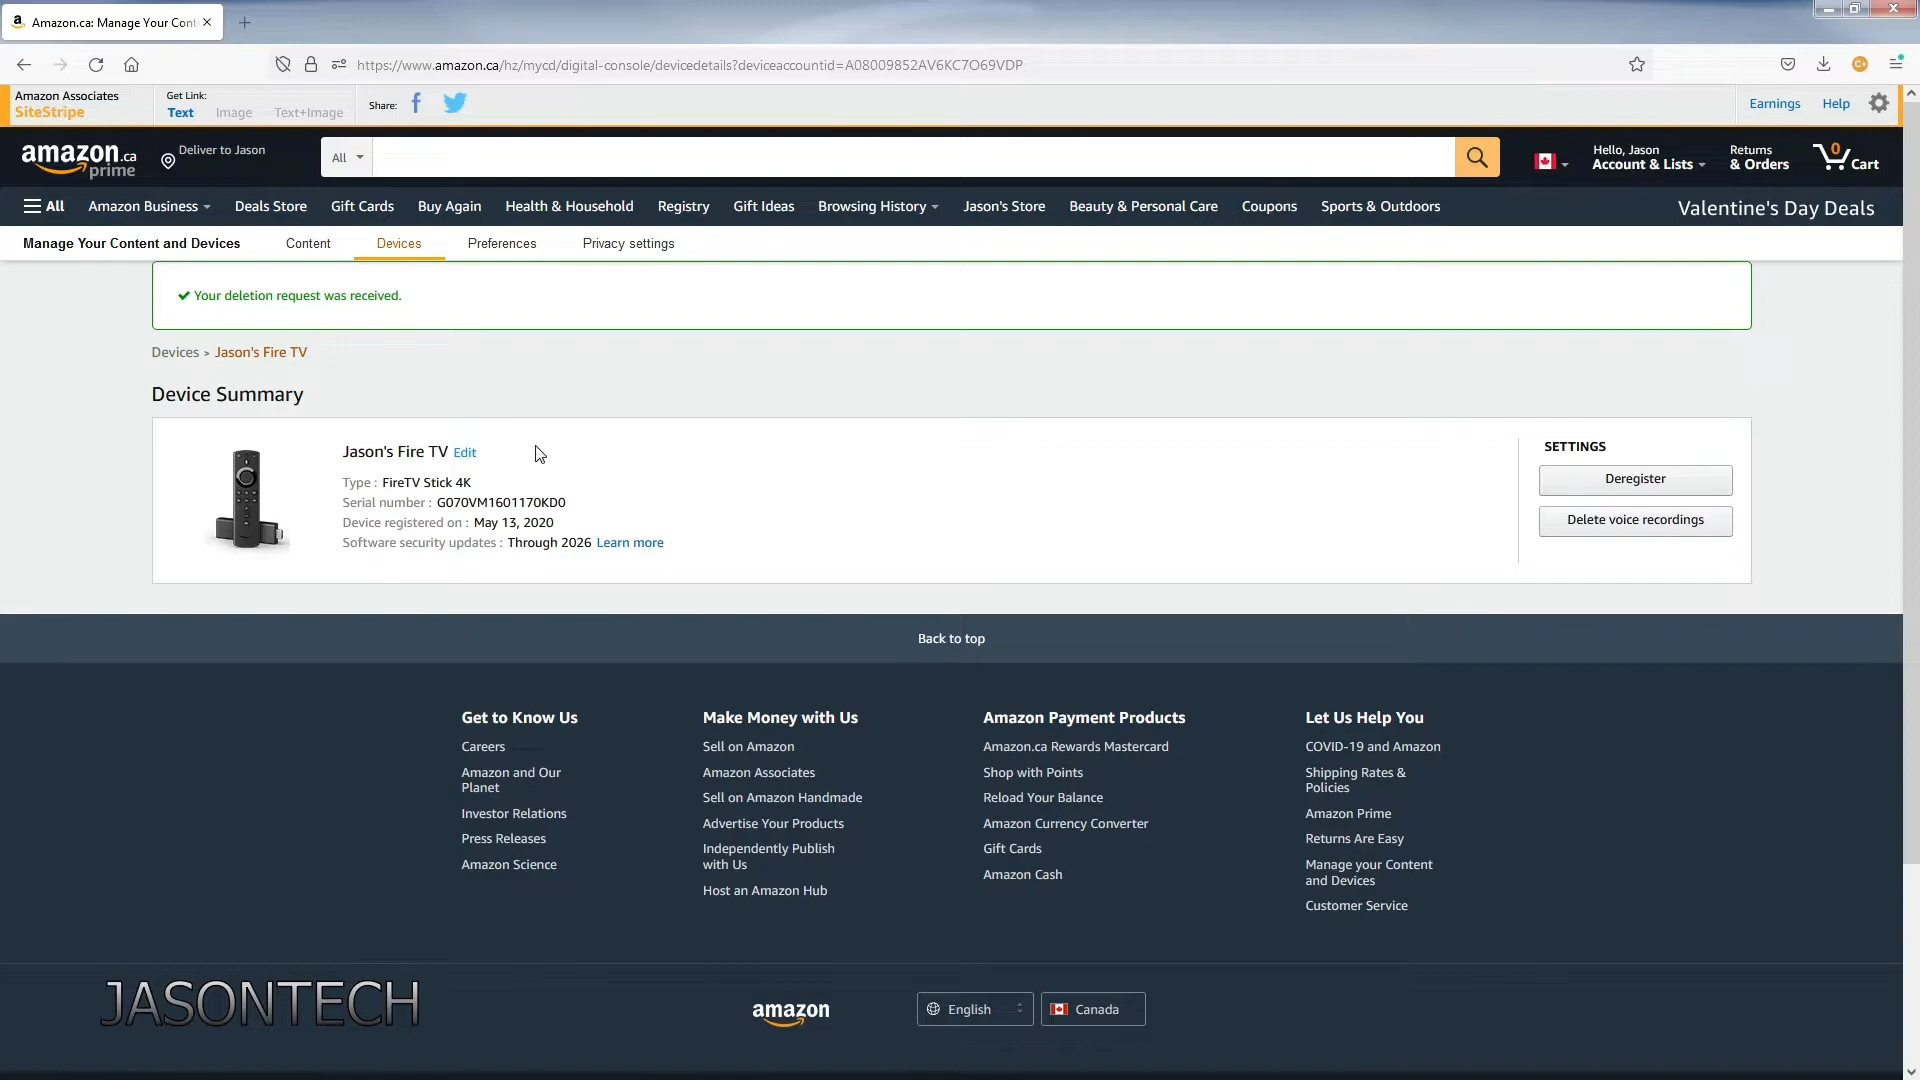 Amazon.ca: Manage Your Cont
https://www.amazon.ca/hz/mycd/digital-console/devicedetails?deviceaccountid=A08009852AV6KC7O69VDP
Amazon Associates
SiteStripe
Get Link:
Text Image Text+Image
Share:
Earnings Help
amazon.ca
prime
Deliver to Jason
All
Hello, Jason
Account & Lists
Returns
& Orders
0
Cart
All Amazon Business Deals Store Gift Cards Buy Again Health & Household Registry Gift Ideas Browsing History Jason's Store Beauty & Personal Care Coupons Sports & Outdoors
Valentine's Day Deals
Manage Your Content and Devices Content Devices Preferences Privacy settings
Your deletion request was received.
Devices > Jason's Fire TV
Device Summary
Jason's Fire TV Edit
Type : FireTV Stick 4K
Serial number : G070VM1601170KD0
Device registered on : May 13, 2020
Software security updates : Through 2026 Learn more
SETTINGS
Deregister
Delete voice recordings
Back to top
Get to Know Us
Careers
Amazon and Our
Planet
Investor Relations
Press Releases
Amazon Science
Make Money with Us
Sell on Amazon
Amazon Associates
Sell on Amazon Handmade
Advertise Your Products
Independently Publish
with Us
Host an Amazon Hub
Amazon Payment Products
Amazon.ca Rewards Mastercard
Shop with Points
Reload Your Balance
Amazon Currency Converter
Gift Cards
Amazon Cash
Let Us Help You
COVID-19 and Amazon
Shipping Rates &
Policies
Amazon Prime
Returns Are Easy
Manage your Content
and Devices
Customer Service
JASONTECH
amazon
English
Canada